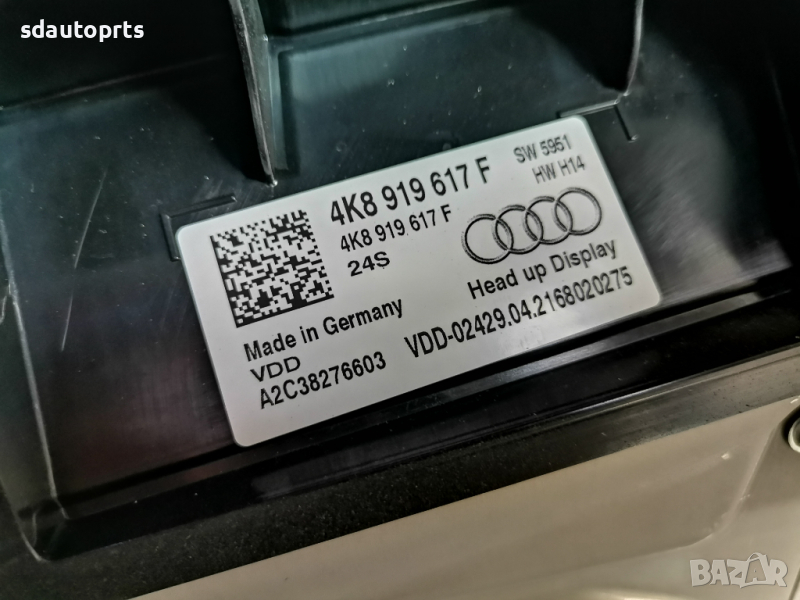 sdautoprts
4K8 919 617 F
SW 5951
4K8 919 617 F
HW H14
24S
Head up Display
Made in Germany
VDD
VDD-02429.04.2168020275
A2C38276603
BAZAR